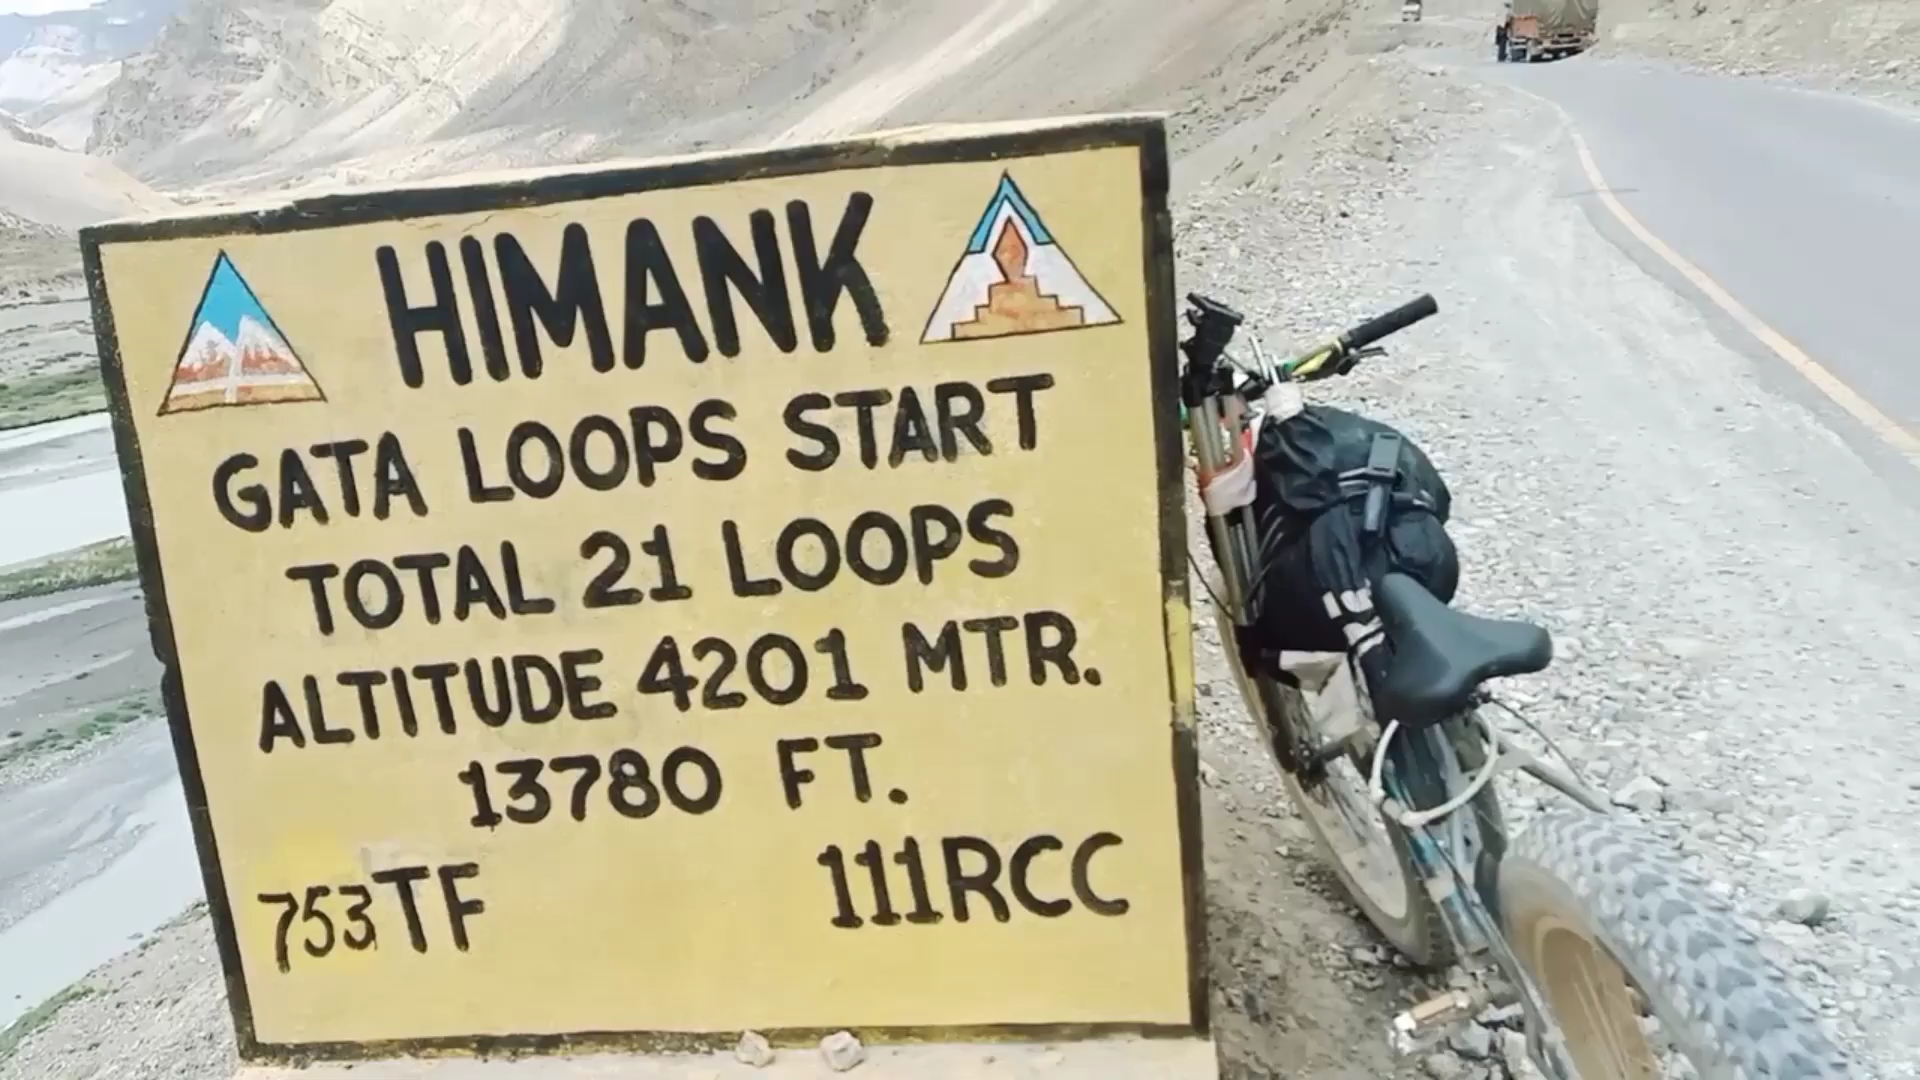 HIMANK
GATA LOOPS START
TOTAL 21 LOOPS
ALTITUDE 4201 MTR.
13780 FT.
753TF 111RCC